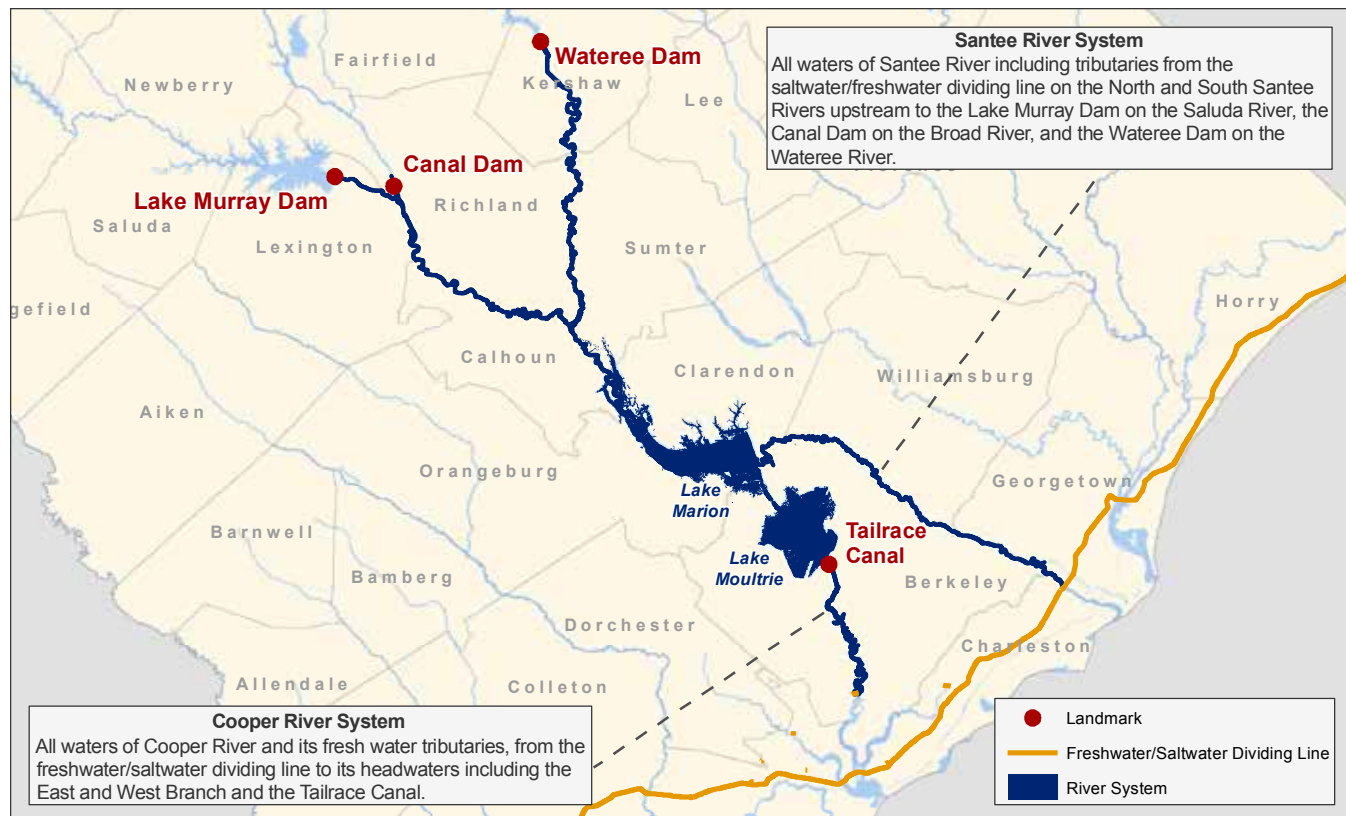 Santee River System
All waters of Santee River including tributaries from the
saltwater/freshwater dividing line on the North and South Santee
Rivers upstream to the Lake Murray Dam on the Saluda River, the
Canal Dam on the Broad River, and the Wateree Dam on the
Wateree River.
Wateree Dam
Fairfield
Kershaw
Newberry
Lee
Canal Dam
Lake Murray Dam
Richland
Saluda
Lexington
Sumter
gefield
Horry
Calhoun
Clarendon
Williamsburg
Aiken
Orangeburg
Georgetown
Lake
Marion
Barnwell
Tailrace
Canal
Lake
Moultrie
Bamberg
Berkeley
Dorchester
Charleston
Allendale
Colleton
Cooper River System
All waters of Cooper River and its fresh water tributaries, from the
freshwater/saltwater dividing line to its headwaters including the
East and West Branch and the Tailrace Canal.
Landmark
Freshwater/Saltwater Dividing Line
River System